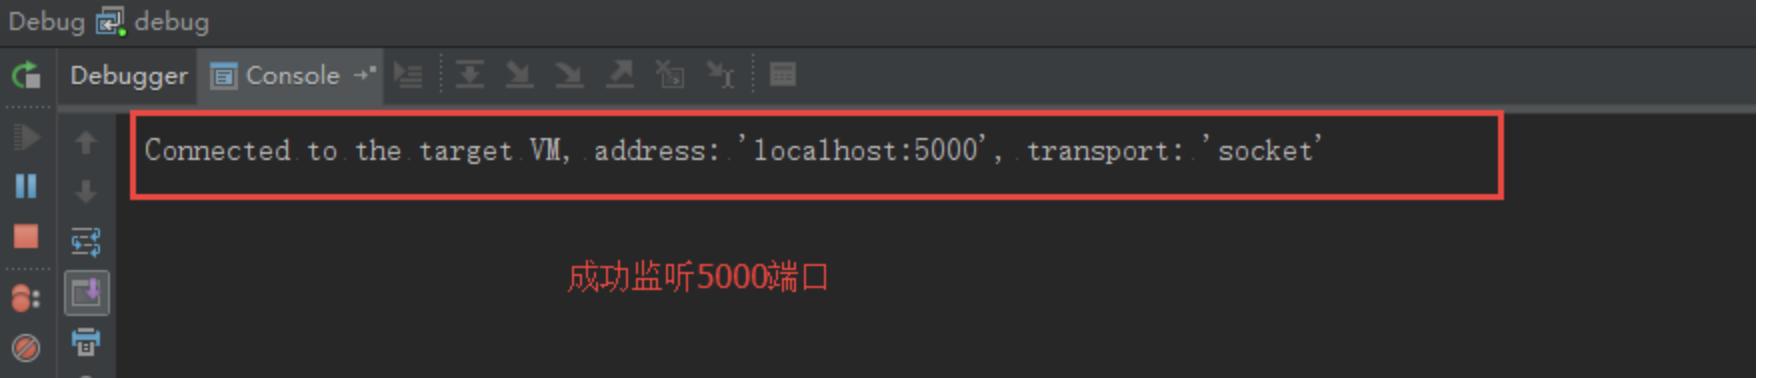 Debug debug
Debugger Console
Connected to the target VM, address: 'localhost:5000', transport: 'socket'
成功监听5000端口